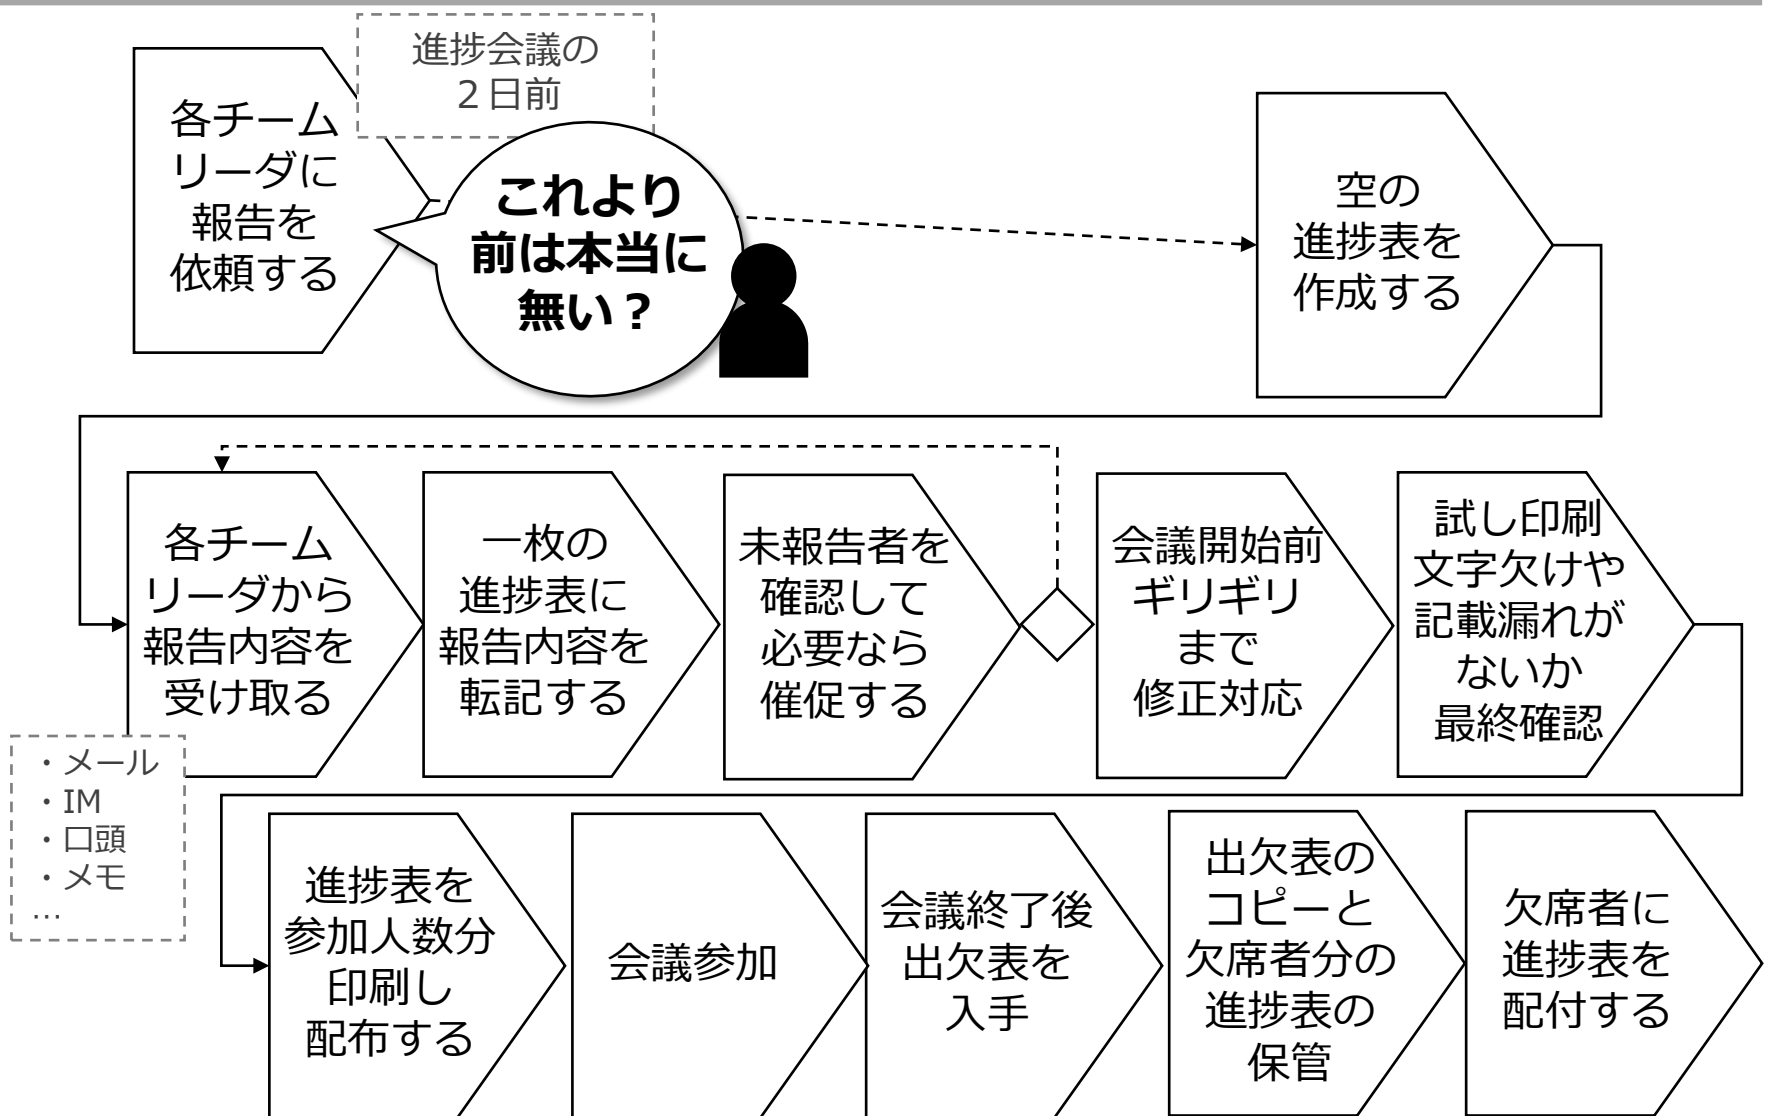 進捗会議の
２日前
各チーム
リーダに
報告を
依頼する
これより
前は本当に
無い？
空の
進捗表を
作成する
各チーム
リーダから
報告内容を
受け取る
一枚の
進捗表に
報告内容を
転記する
未報告者を
確認して
必要なら
催促する
会議開始前
ギリギリ
まで
修正対応
試し印刷
文字欠けや
記載漏れが
ないか
最終確認
・メール
・IM
・口頭
・メモ
…
進捗表を
参加人数分
印刷し
配布する
会議参加
会議終了後
出欠表を
入手
出欠表の
コピーと
欠席者分の
進捗表の
保管
欠席者に
進捗表を
配付する